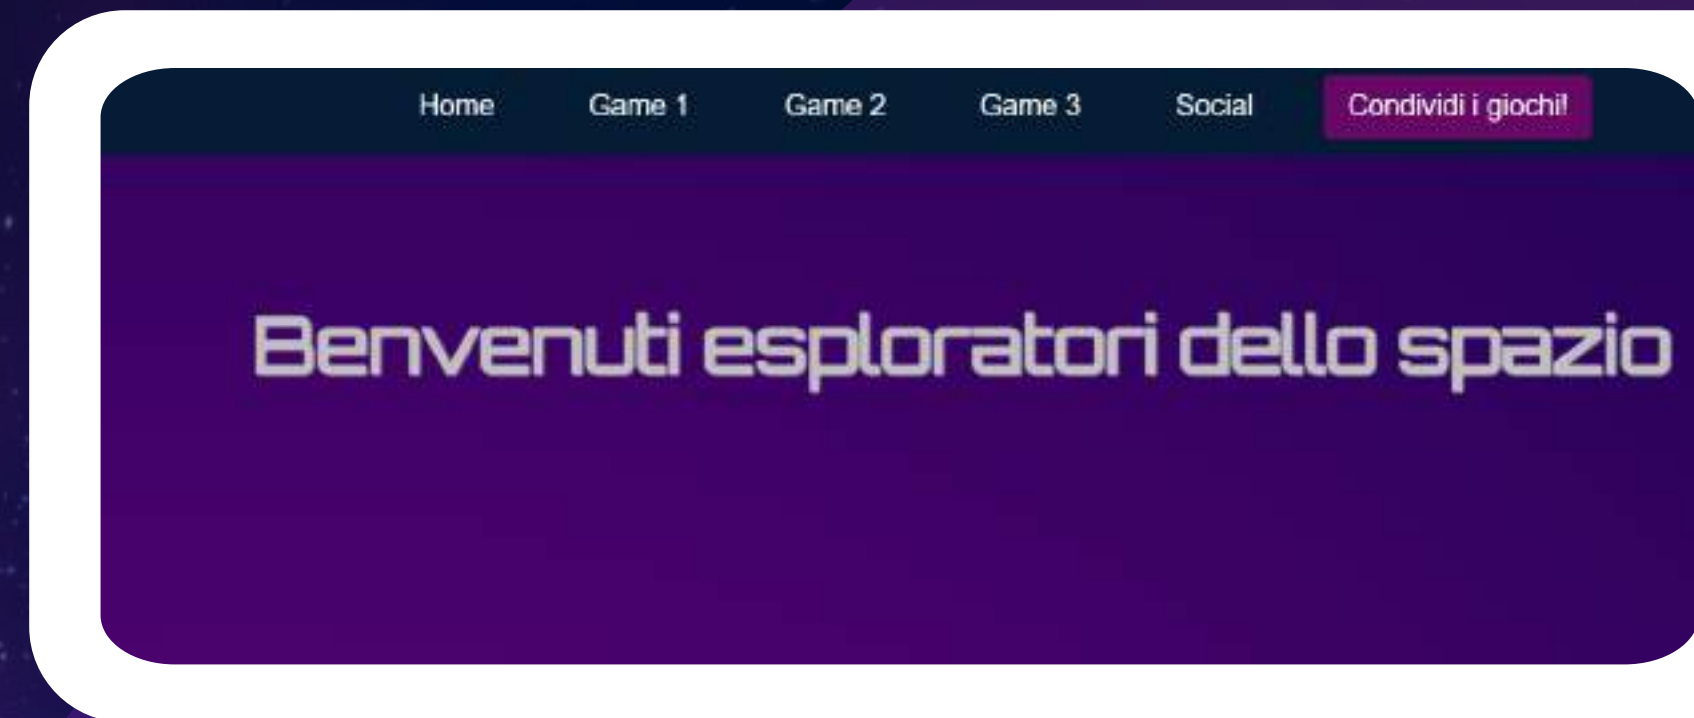 Home Game 1 Game 2 Game 3 Social Condividi i giochi!
Benvenuti esploratori dello spazio